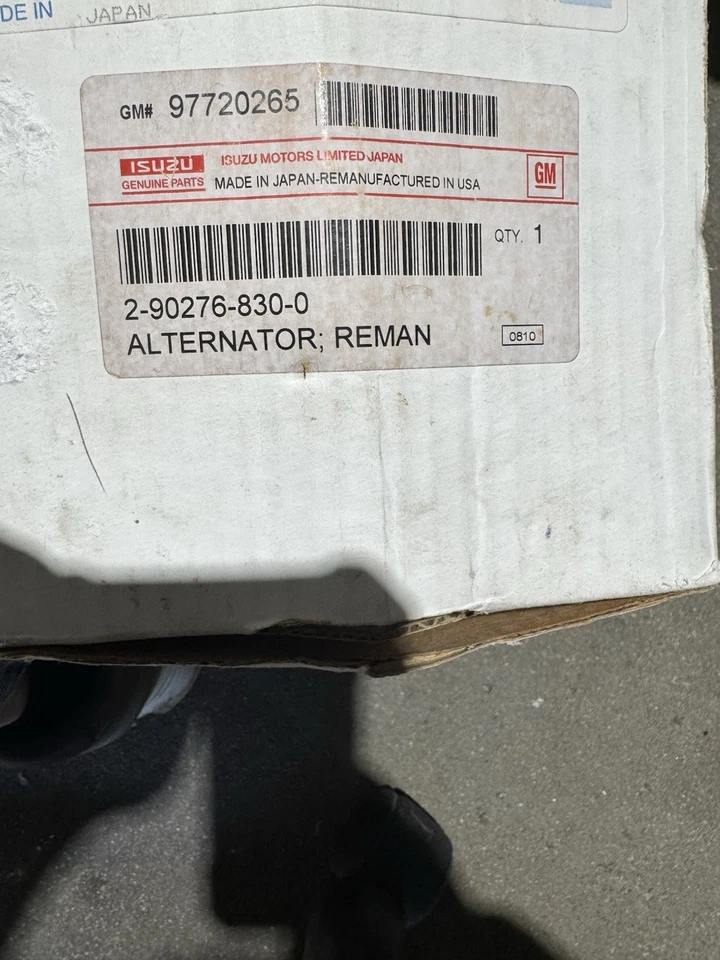 DE IN JAPAN
GM# 97720265
ISUZU
GENUINE PARTS
ISUZU MOTORS LIMITED JAPAN
MADE IN JAPAN-REMANUFACTURED IN USA
GM
QTY. 1
2-90276-830-0
ALTERNATOR; REMAN
0810